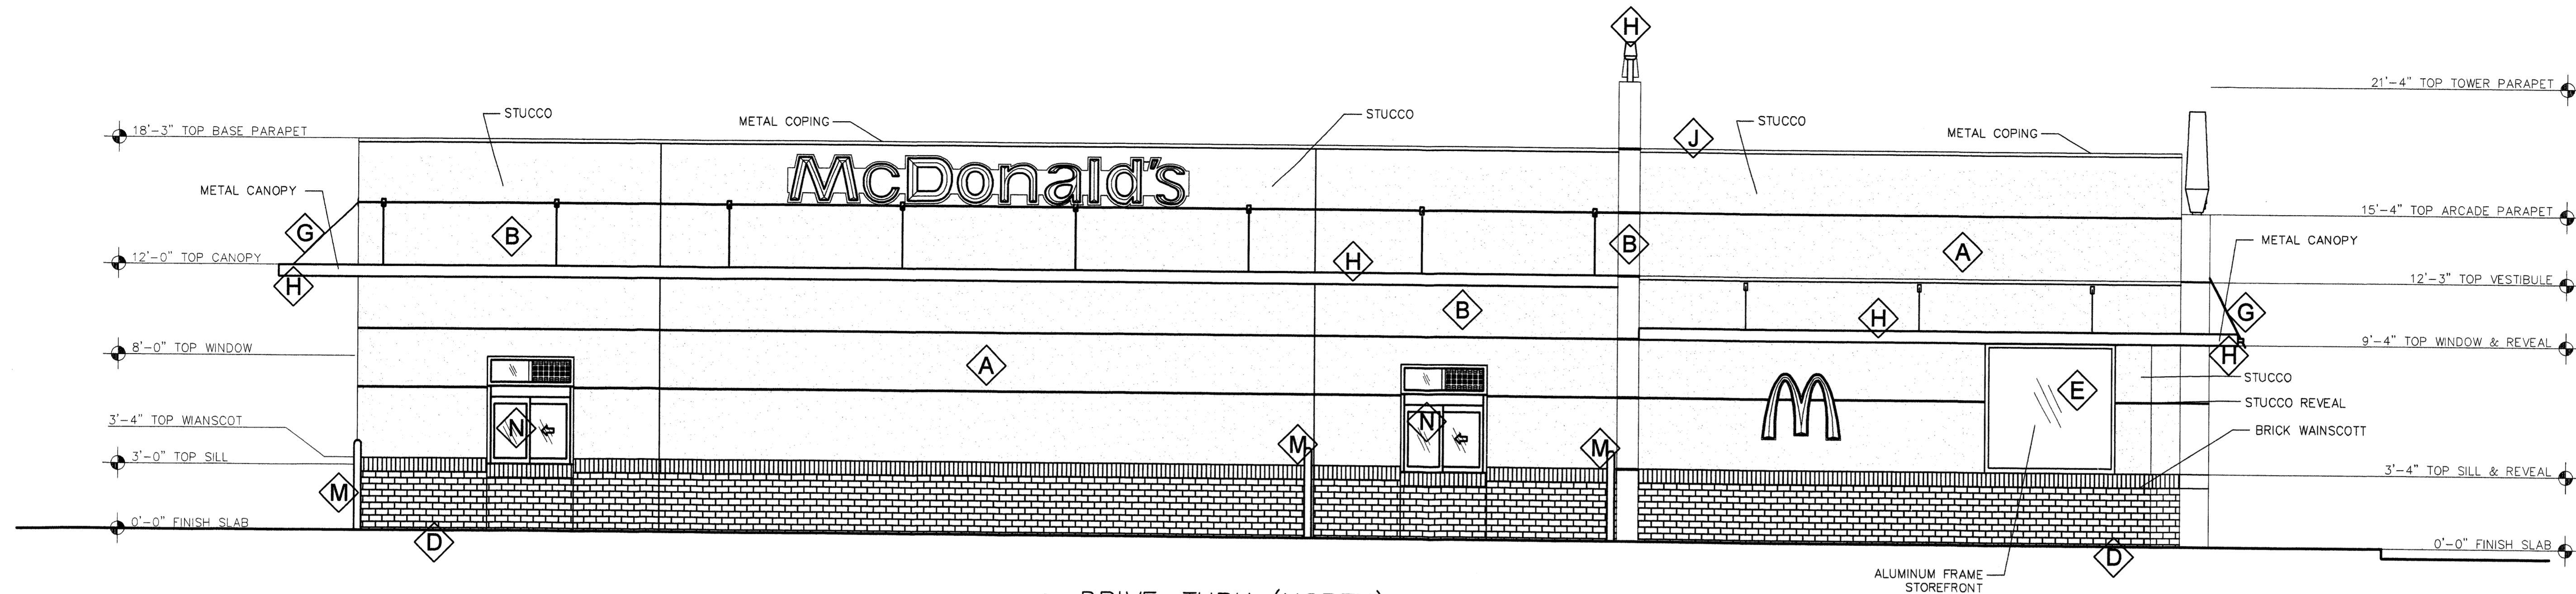 H
21'-4" TOP TOWER PARAPET
STUCCO
METAL COPING
STUCCO
STUCCO
METAL COPING
18'-3" TOP BASE PARAPET
J
McDonald's
METAL CANOPY
15'-4" TOP ARCADE PARAPET
G
B
B
A
METAL CANOPY
12'-0" TOP CANOPY
H
H
12'-3" TOP VESTIBULE
B
H
G
8'-0" TOP WINDOW
9'-4" TOP WINDOW & REVEAL
H
A
E
STUCCO
M
STUCCO REVEAL
3'-4" TOP WIANSCOT
N
N
BRICK WAINSCOTT
M
M
3'-0" TOP SILL
3'-4" TOP SILL & REVEAL
M
0'-0" FINISH SLAB
D
0'-0" FINISH SLAB
D
ALUMINUM FRAME
STOREFRONT